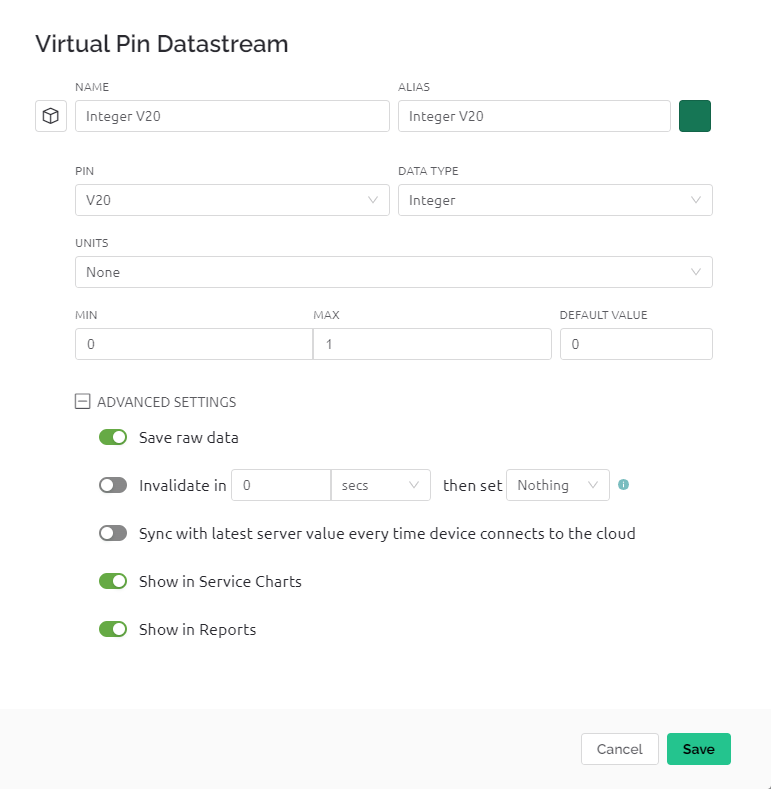 Virtual Pin Datastream
NAME ALIAS
Integer V20 Integer V20
PIN DATA TYPE
V20 Integer
UNITS
None
MIN MAX DEFAULT VALUE
0 1 0
ADVANCED SETTINGS
Save raw data
Invalidate in 0 secs then set Nothing
Sync with latest server value every time device connects to the cloud
Show in Service Charts
Show in Reports
Cancel Save